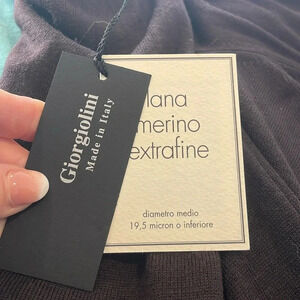 Giorgiolini
Made in Italy
lana
merino
extrafine
diametro medio
19,5 micron o inferiore